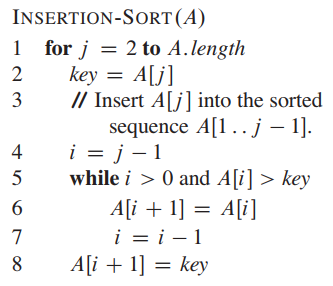 INSERTION-SORT(A)
1 for j = 2 to A.length
2 key = A[j]
3 // Insert A[j] into the sorted
sequence A[1 . . j − 1].
4 i = j − 1
5 while i > 0 and A[i] > key
6 A[i + 1] = A[i]
7 i = i − 1
8 A[i + 1] = key